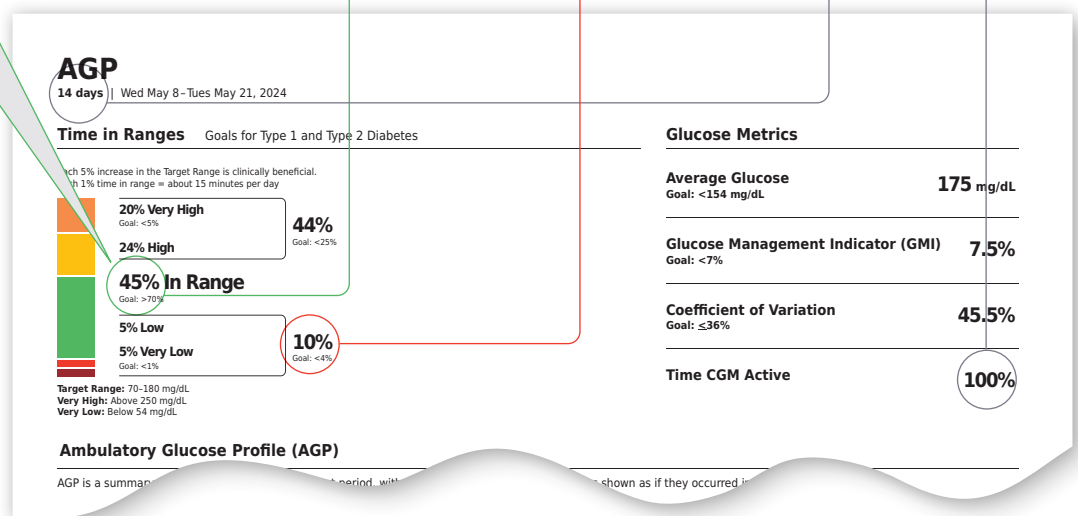 AGP
14 days | Wed May 8–Tues May 21, 2024
Time in Ranges Goals for Type 1 and Type 2 Diabetes
ach 5% increase in the Target Range is clinically beneficial.
h 1% time in range = about 15 minutes per day
20% Very High
Goal: <5%
24% High
44%
Goal: <25%
45% In Range
Goal: >70%
5% Low
5% Very Low
Goal: <1%
10%
Goal: <4%
Target Range: 70–180 mg/dL
Very High: Above 250 mg/dL
Very Low: Below 54 mg/dL
Glucose Metrics
Average Glucose
Goal: <154 mg/dL
175 mg/dL
Glucose Management Indicator (GMI)
Goal: <7%
7.5%
Coefficient of Variation
Goal: ≤36%
45.5%
Time CGM Active
100%
Ambulatory Glucose Profile (AGP)
AGP is a summar t period, with s shown as if they occurred i